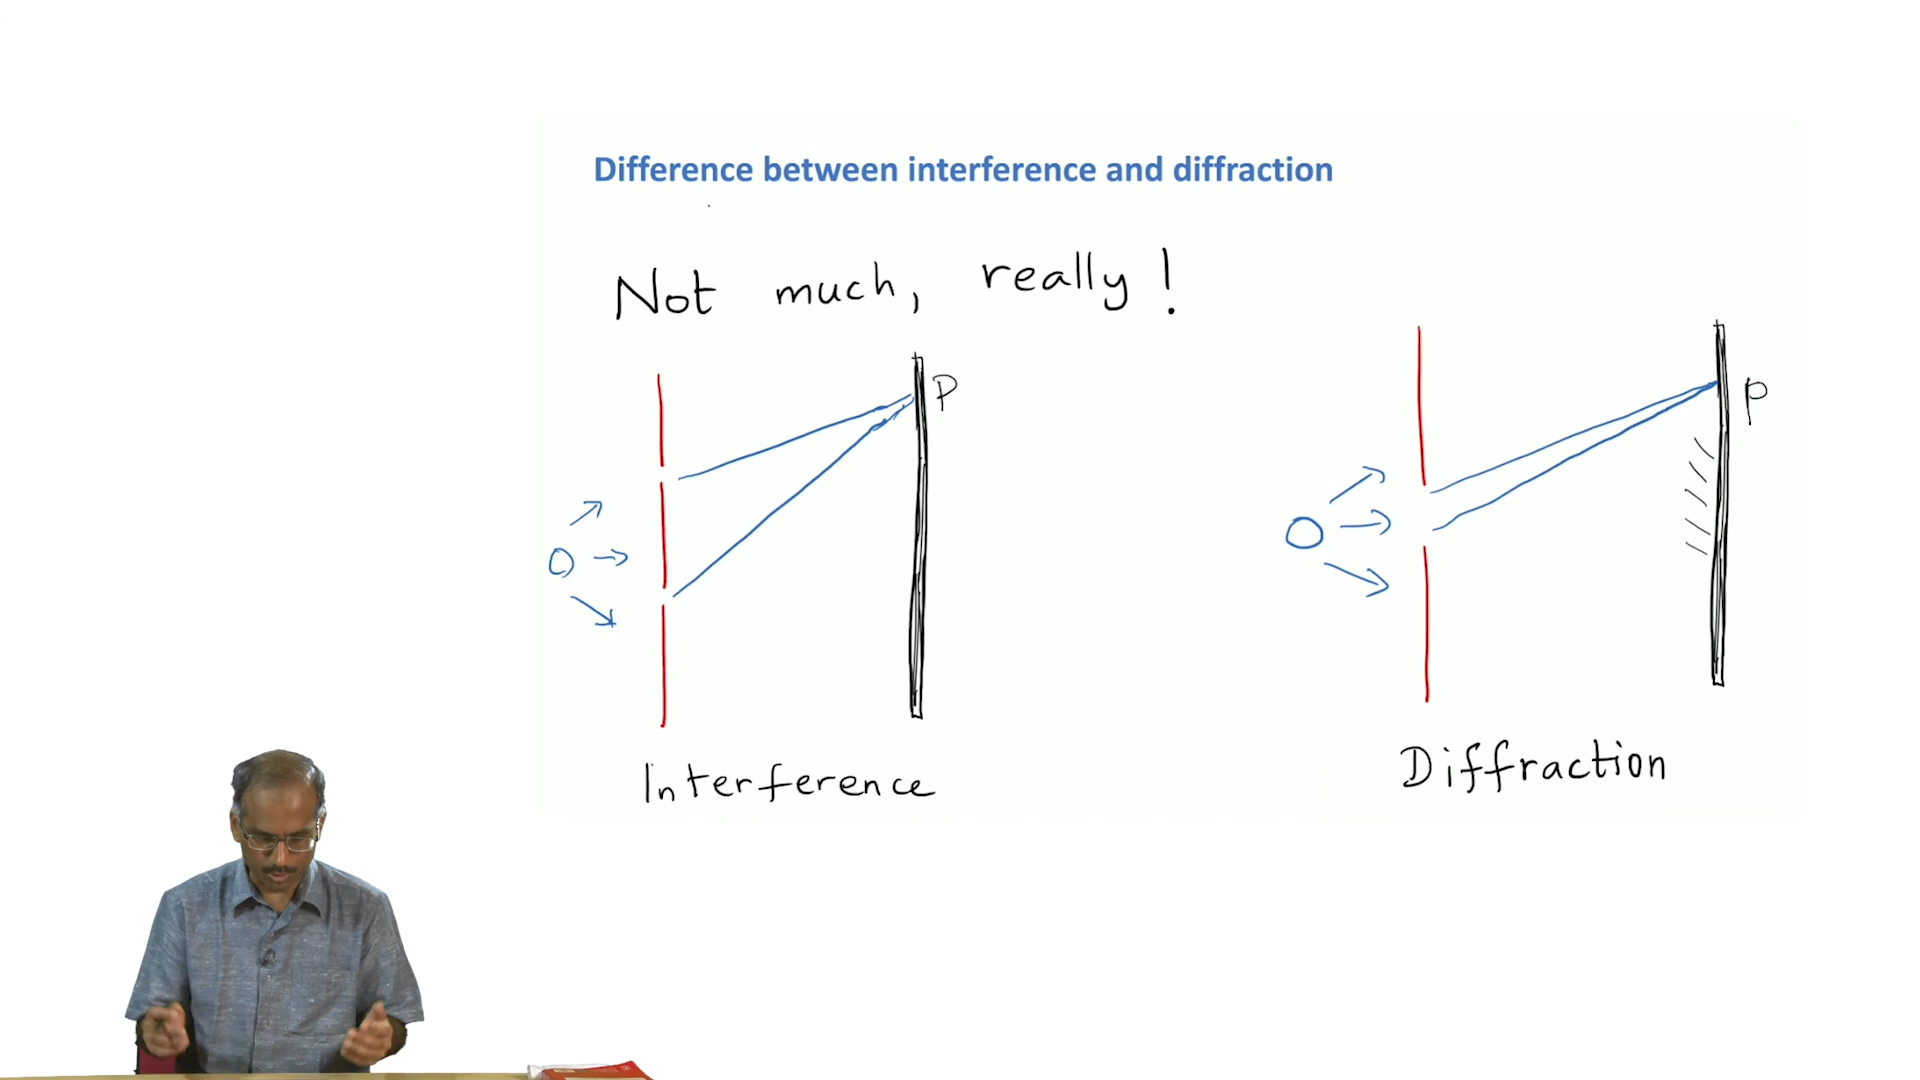 Difference between interference and diffraction
Not much, really!
P
P
Interference
Diffraction